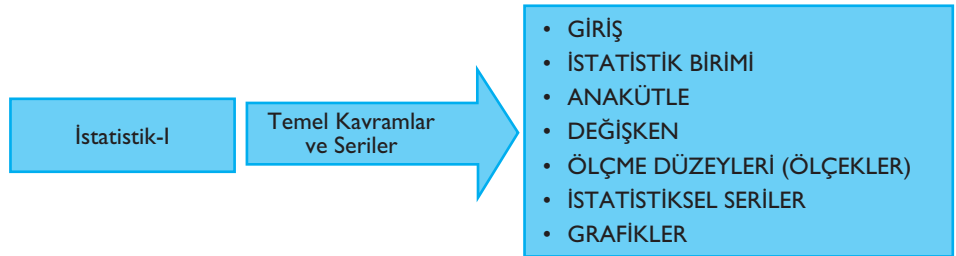 İstatistik-I
Temel Kavramlar
ve Seriler
• GİRİŞ
• İSTATİSTİK BİRİMİ
• ANAKÜTLE
• DEĞİŞKEN
• ÖLÇME DÜZEYLERİ (ÖLÇEKLER)
• İSTATİSTİKSEL SERİLER
• GRAFİKLER